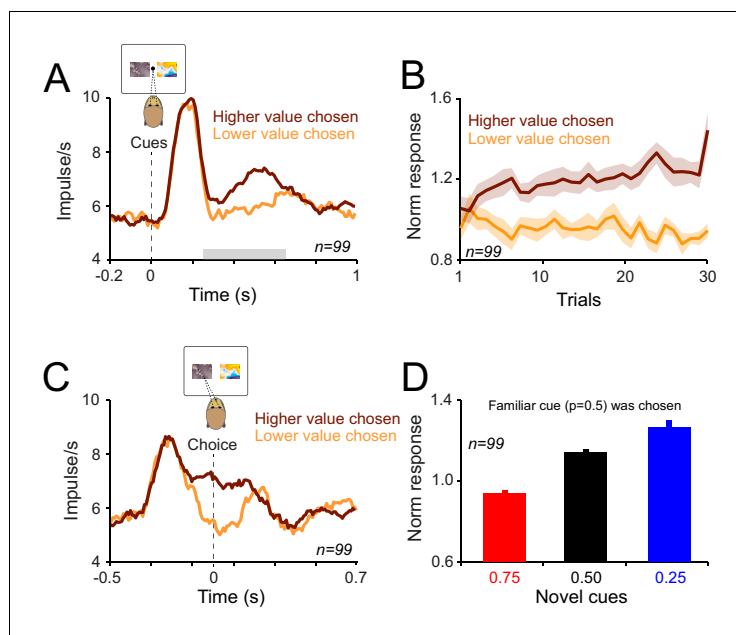 A
Cues
Higher value chosen
Lower value chosen
Impulse/s
10
8
6
4
n=99
-0.2
0
1
Time (s)
B
Higher value chosen
Lower value chosen
Norm response
1.6
1.2
0.8
n=99
1
10
20
30
Trials
C
Choice
Higher value chosen
Lower value chosen
Impulse/s
10
8
6
4
n=99
-0.5
0
0.7
Time (s)
D
Familiar cue (p=0.5) was chosen
n=99
Norm response
1.4
1.0
0.6
0.75
0.50
0.25
Novel cues